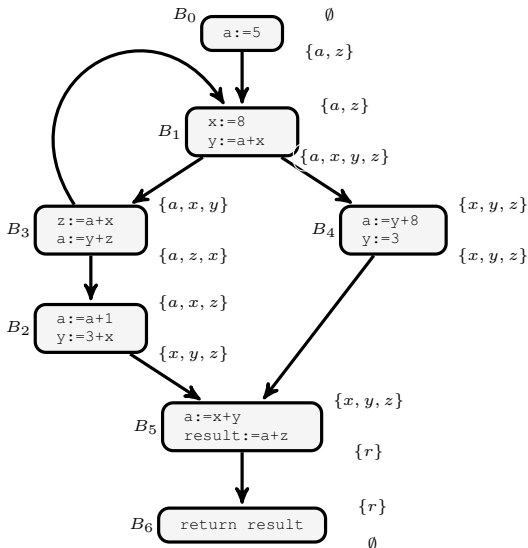 B0
∅
a:=5
{a, z}
{a, z}
B1
x:=8
y:=a+x
{a, x, y, z}
B3
z:=a+x
a:=y+z
{a, x, y}
{a, z, x}
B4
a:=y+8
y:=3
{x, y, z}
{x, y, z}
B2
a:=a+1
y:=3+x
{a, x, z}
{x, y, z}
B5
a:=x+y
result:=a+z
{x, y, z}
{r}
B6
return result
{r}
∅